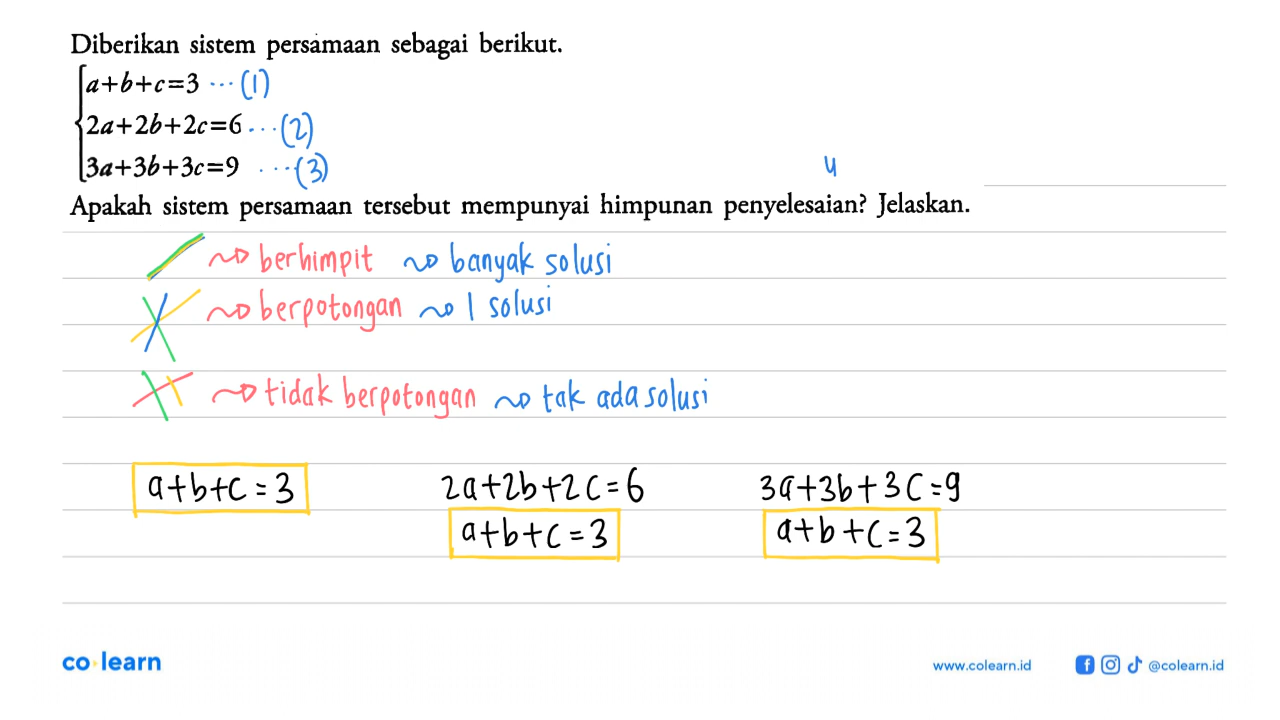 Diberikan sistem persamaan sebagai berikut.
a+b+c=3 ...(1)
2a+2b+2c=6 ...(2)
3a+3b+3c=9 ...(3)
4
Apakah sistem persamaan tersebut mempunyai himpunan penyelesaian? Jelaskan.
~> berhimpit ~> banyak solusi
~> berpotongan ~> 1 solusi
~> tidak berpotongan ~> tak ada solusi
a+b+c=3 2a+2b+2c=6 3a+3b+3c=9
a+b+c=3 a+b+c=3
co learn www.colearn.id @colearn.id